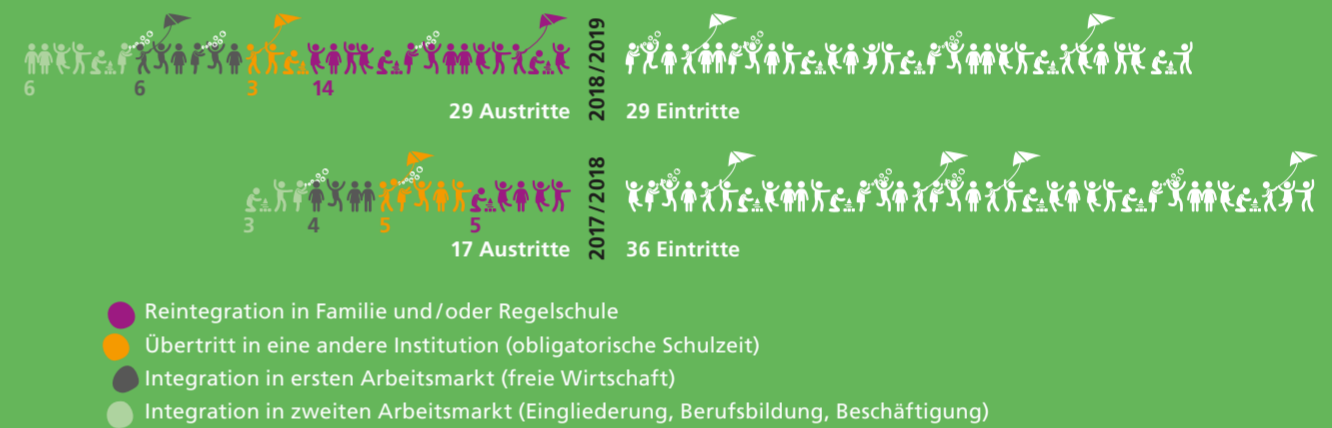 6 6 3 14
29 Austritte
2018/2019
29 Eintritte
3 4 5 5
17 Austritte
2017/2018
36 Eintritte
Reintegration in Familie und/oder Regelschule
Übertritt in eine andere Institution (obligatorische Schulzeit)
Integration in ersten Arbeitsmarkt (freie Wirtschaft)
Integration in zweiten Arbeitsmarkt (Eingliederung, Berufsbildung, Beschäftigung)